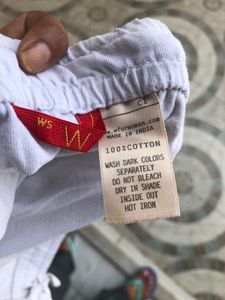 WS
W
www.wforwoman.com
MADE IN
INDIA
100%COTTON
WASH DARK COLORS
SEPARATELY
DO NOT BLEACH
DRY IN SHADE
INSIDE OUT
HOT IRON